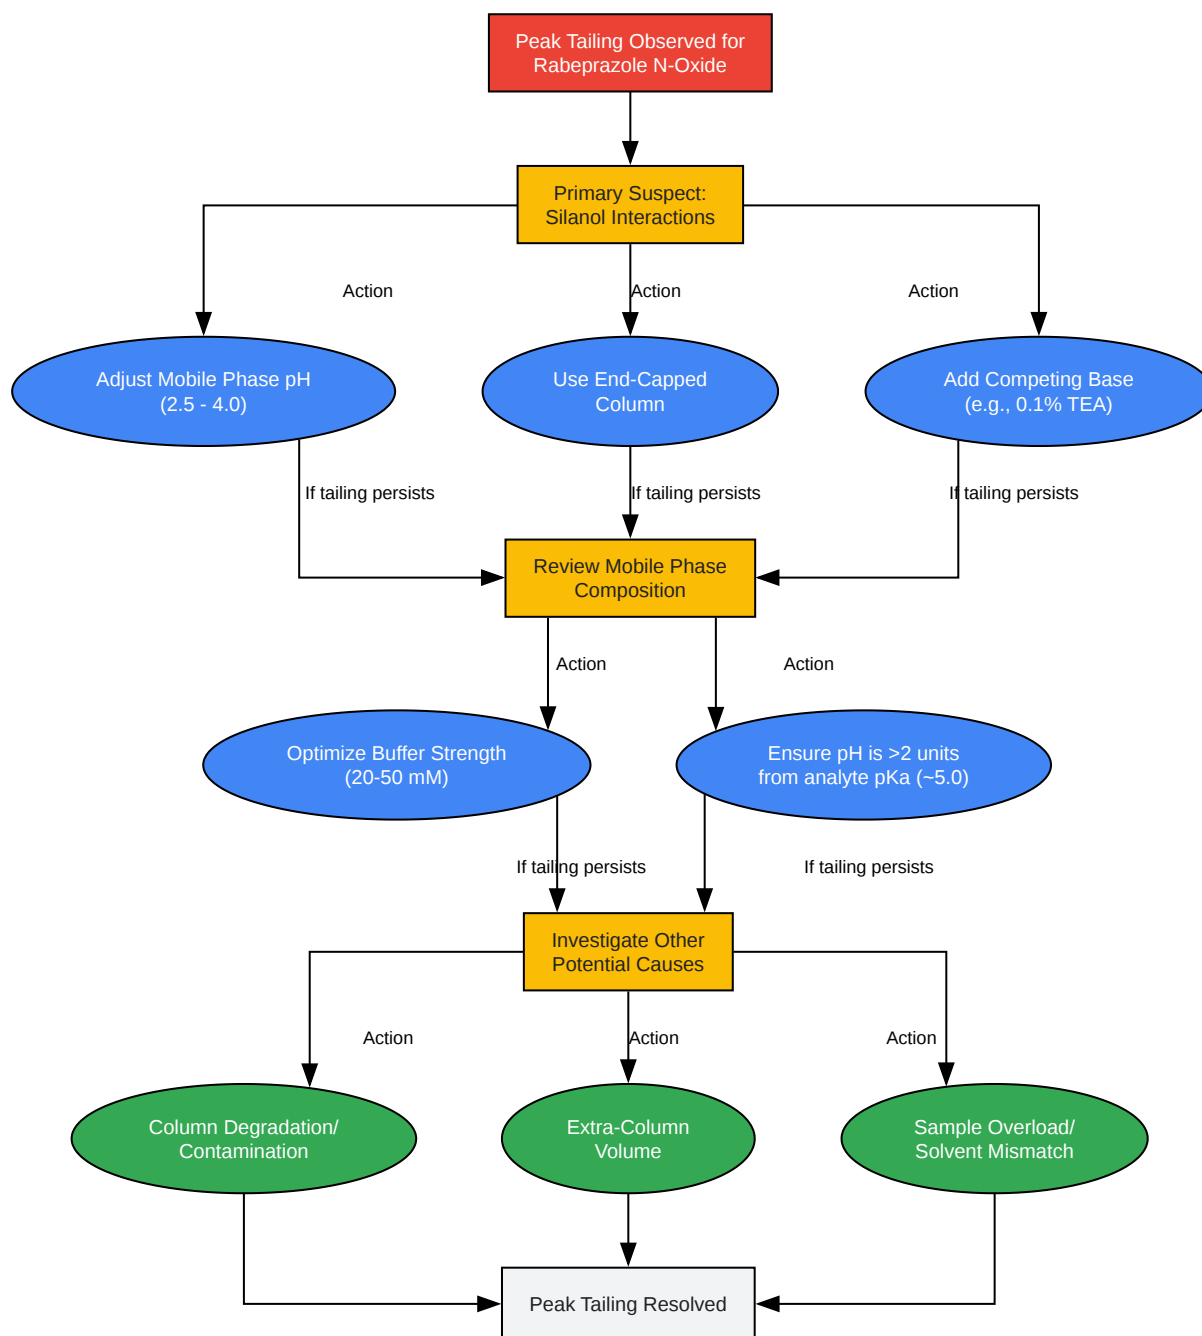 Peak Tailing Observed for
Rabeprazole N-Oxide
Primary Suspect:
Silanol Interactions
Action
Action
Action
Adjust Mobile Phase pH
(2.5 - 4.0)
Use End-Capped
Column
Add Competing Base
(e.g., 0.1% TEA)
If tailing persists
If tailing persists
If tailing persists
Review Mobile Phase
Composition
Action
Action
Optimize Buffer Strength
(20-50 mM)
Ensure pH is >2 units
from analyte pKa (~5.0)
If tailing persists
If tailing persists
Investigate Other
Potential Causes
Action
Action
Action
Column Degradation/
Contamination
Extra-Column
Volume
Sample Overload/
Solvent Mismatch
Peak Tailing Resolved